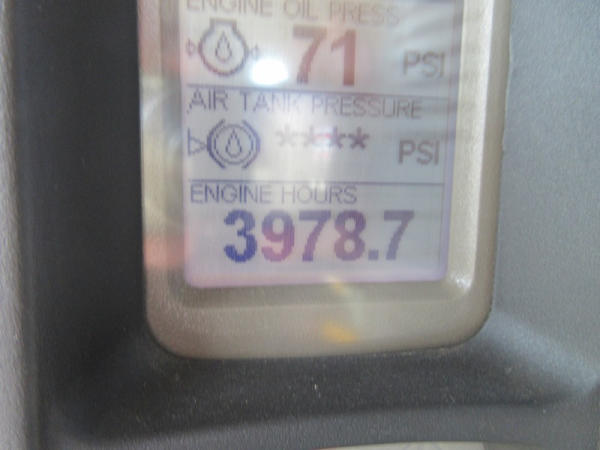 ENGINE OIL PRESS
71 PSI
AIR TANK PRESSURE
**** PSI
ENGINE HOURS
3978.7